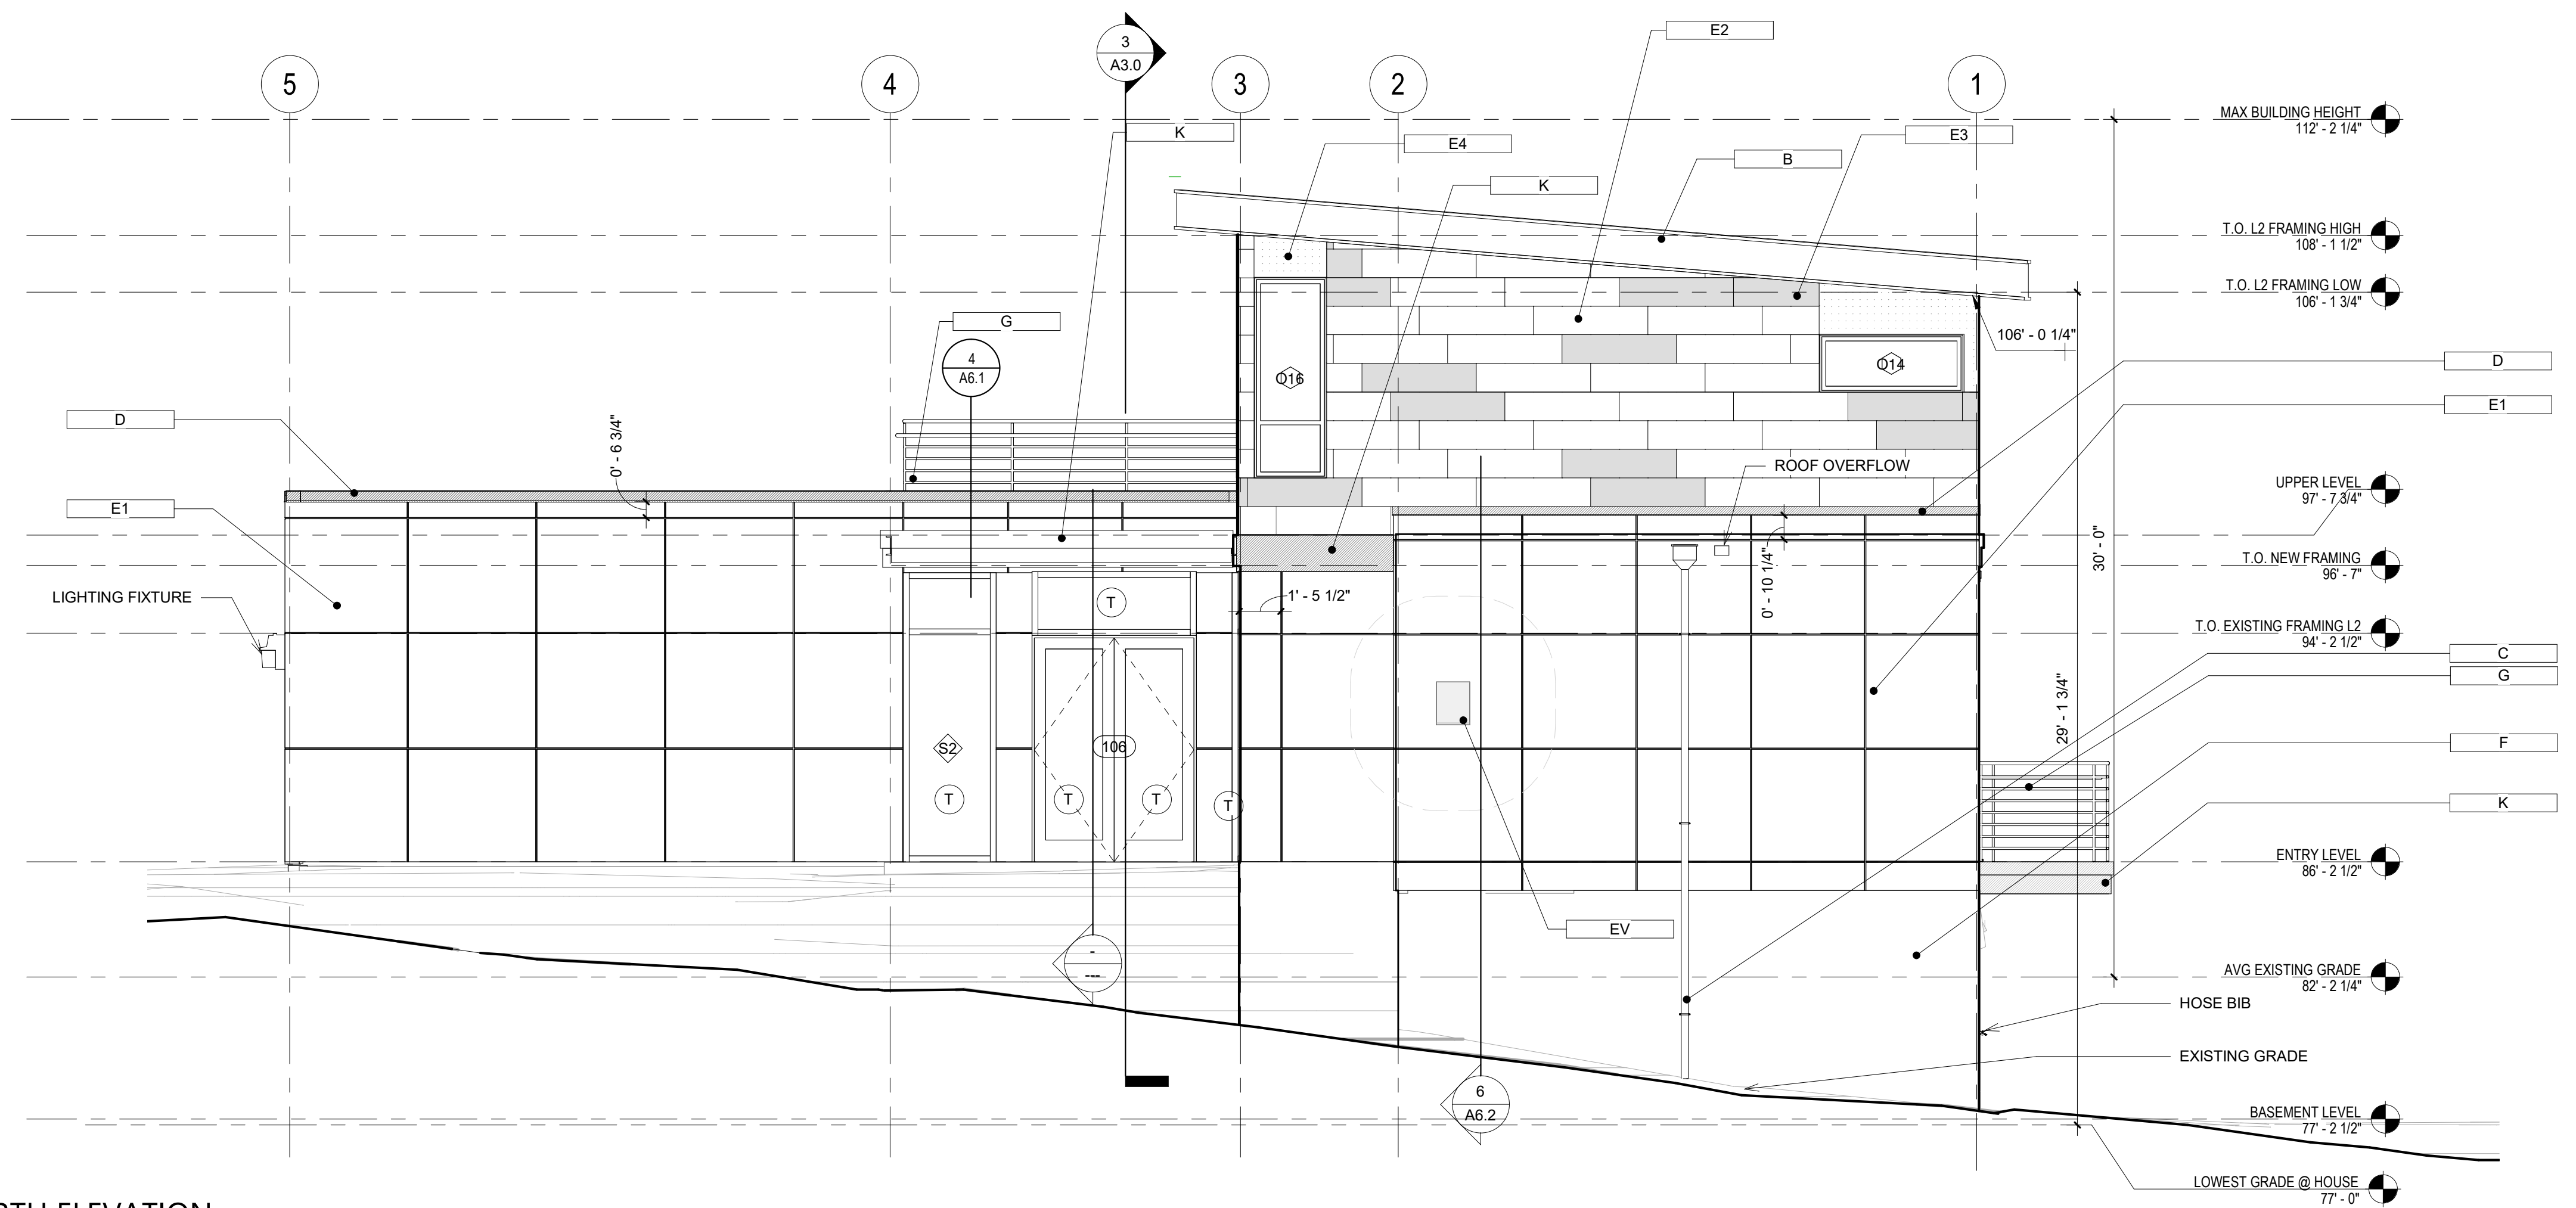 3
A3.0
E2
5
4
3
2
1
MAX BUILDING HEIGHT
112' - 2 1/4"
K
E4
E3
B
K
T.O. L2 FRAMING HIGH
108' - 1 1/2"
T.O. L2 FRAMING LOW
106' - 1 3/4"
G
106' - 0 1/4"
4
A6.1
D
O16
O14
E1
D
0' - 6 3/4"
ROOF OVERFLOW
UPPER LEVEL
97' - 7 3/4"
E1
30' - 0"
T.O. NEW FRAMING
96' - 7"
LIGHTING FIXTURE
T
1' - 5 1/2"
0' - 10 1/4"
T.O. EXISTING FRAMING L2
94' - 2 1/2"
C
G
29' - 1 3/4"
S2
106
F
T
T
T
T
K
ENTRY LEVEL
86' - 2 1/2"
EV
-
---
AVG EXISTING GRADE
82' - 2 1/4"
HOSE BIB
EXISTING GRADE
6
A6.2
BASEMENT LEVEL
77' - 2 1/2"
LOWEST GRADE @ HOUSE
77' - 0"
ELEVATION